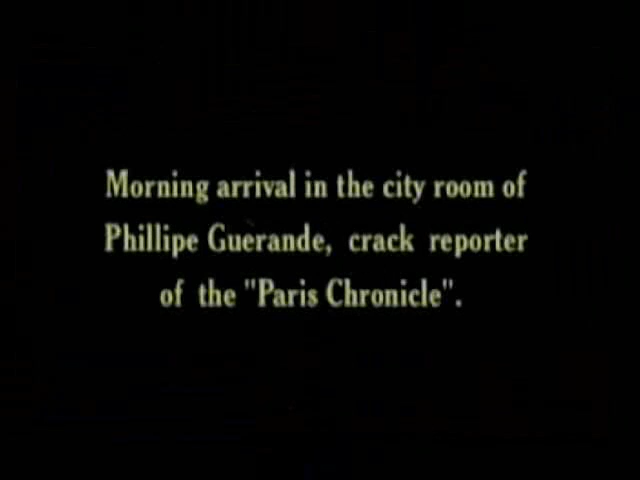 Morning arrival in the city room of
Phillipe Guerande, crack reporter
of the "Paris Chronicle".